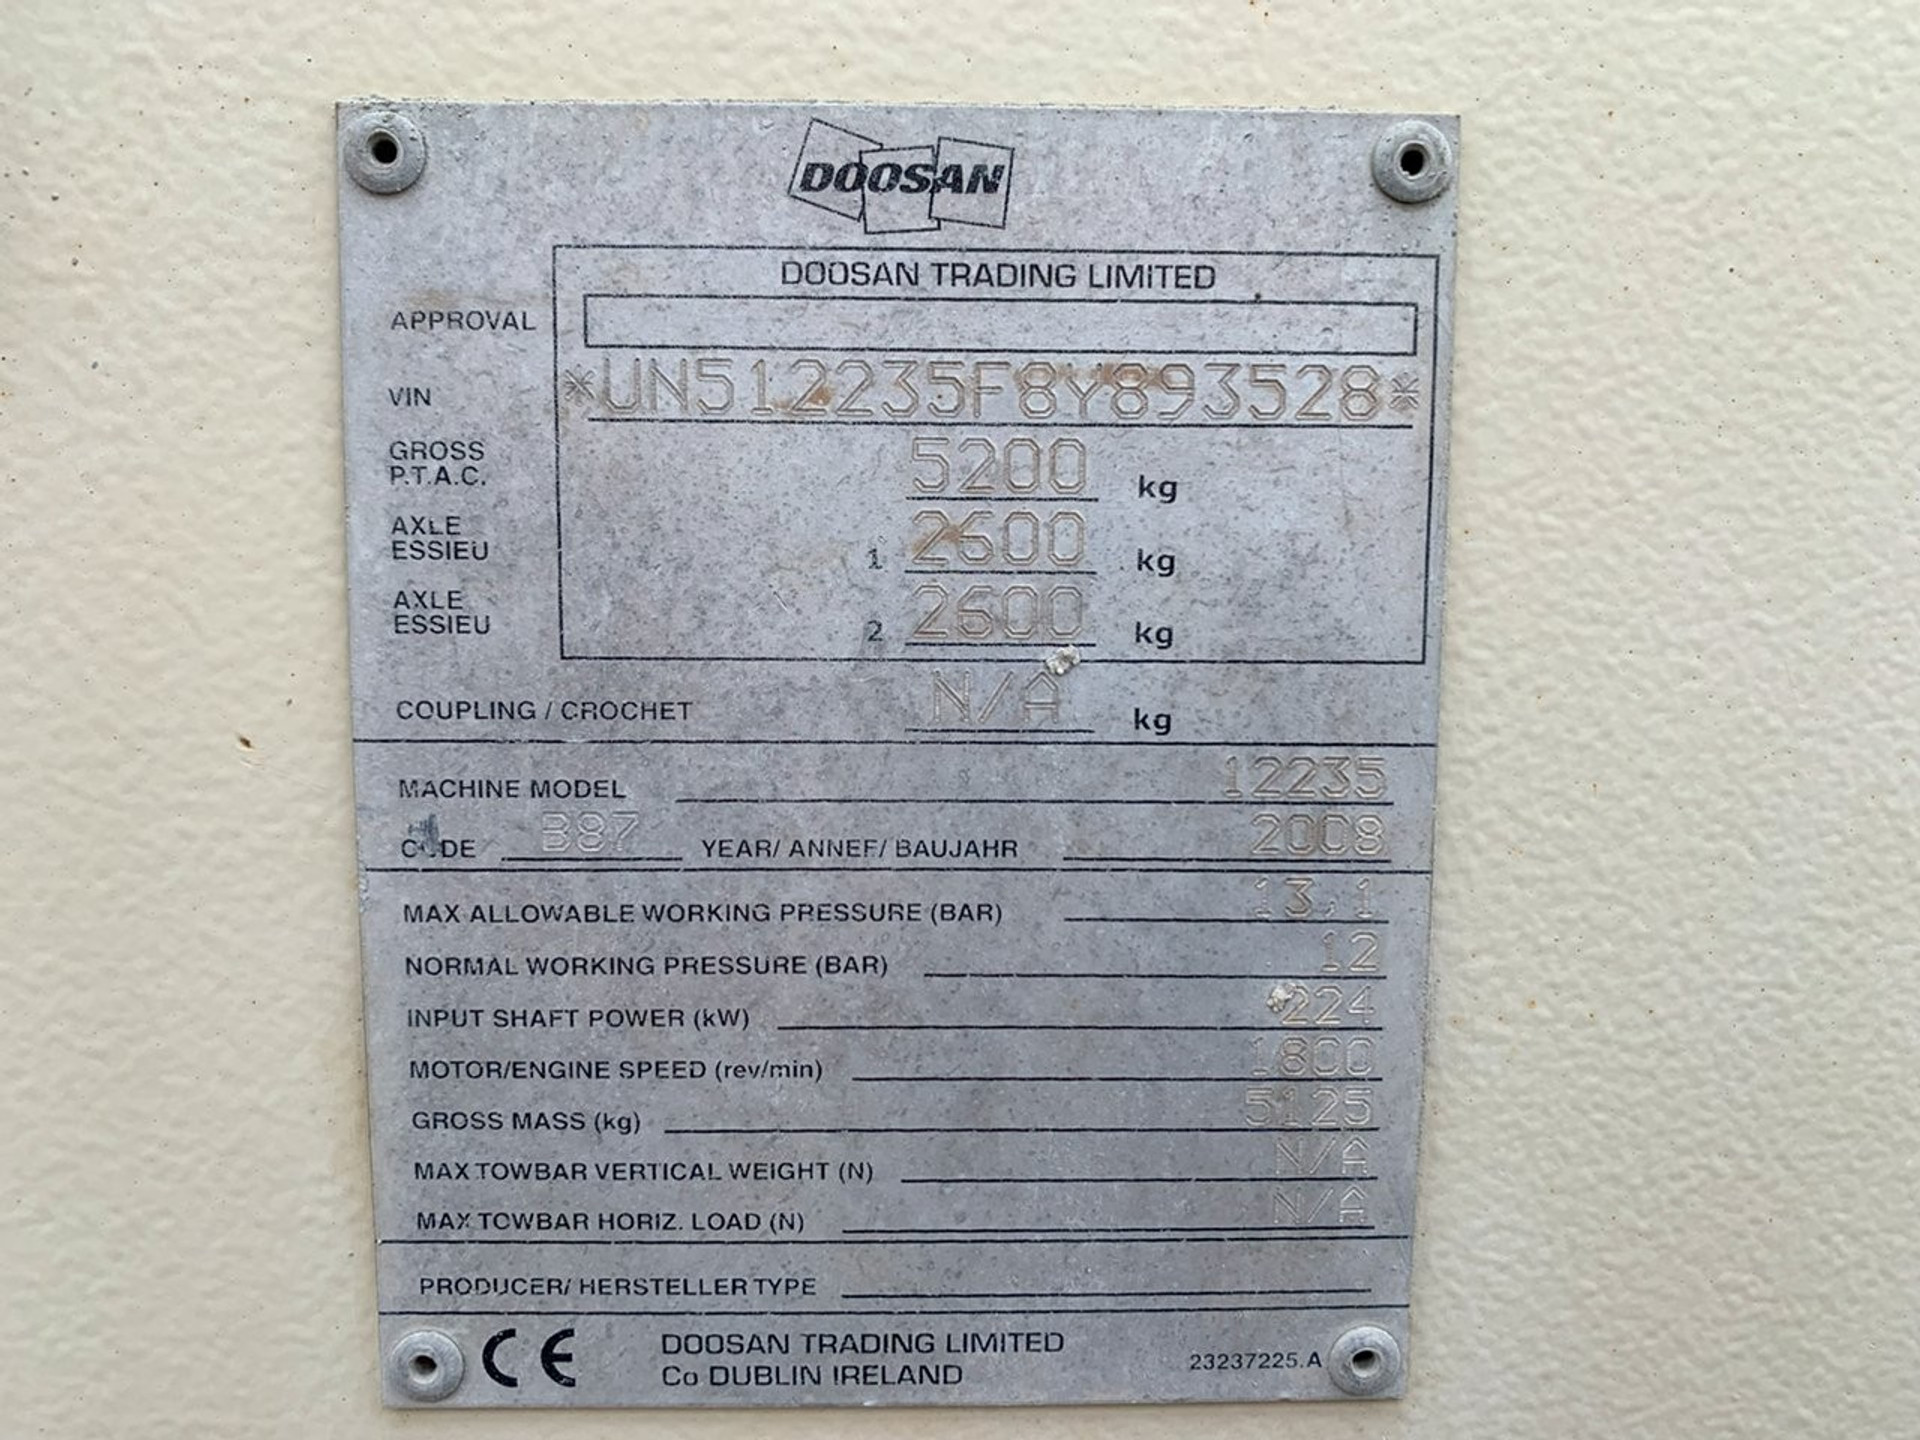 DOOSAN
DOOSAN TRADING LIMITED
APPROVAL
VIN *UN512235F8Y893528*
GROSS
P.T.A.C. 5200 kg
AXLE
ESSIEU 1 2600 kg
AXLE
ESSIEU 2 2600 kg
COUPLING / CROCHET N/A kg
MACHINE MODEL 12235
CODE B87 YEAR/ ANNEF/ BAUJAHR 2008
MAX ALLOWABLE WORKING PRESSURE (BAR) 13,1
NORMAL WORKING PRESSURE (BAR) 12
INPUT SHAFT POWER (kW) 224
MOTOR/ENGINE SPEED (rev/min) 1800
GROSS MASS (kg) 5125
MAX TOWBAR VERTICAL WEIGHT (N) N/A
MAX TOWBAR HORIZ. LOAD (N) N/A
PRODUCER/ HERSTELLER TYPE
CE DOOSAN TRADING LIMITED
Co DUBLIN IRELAND 23237225.A